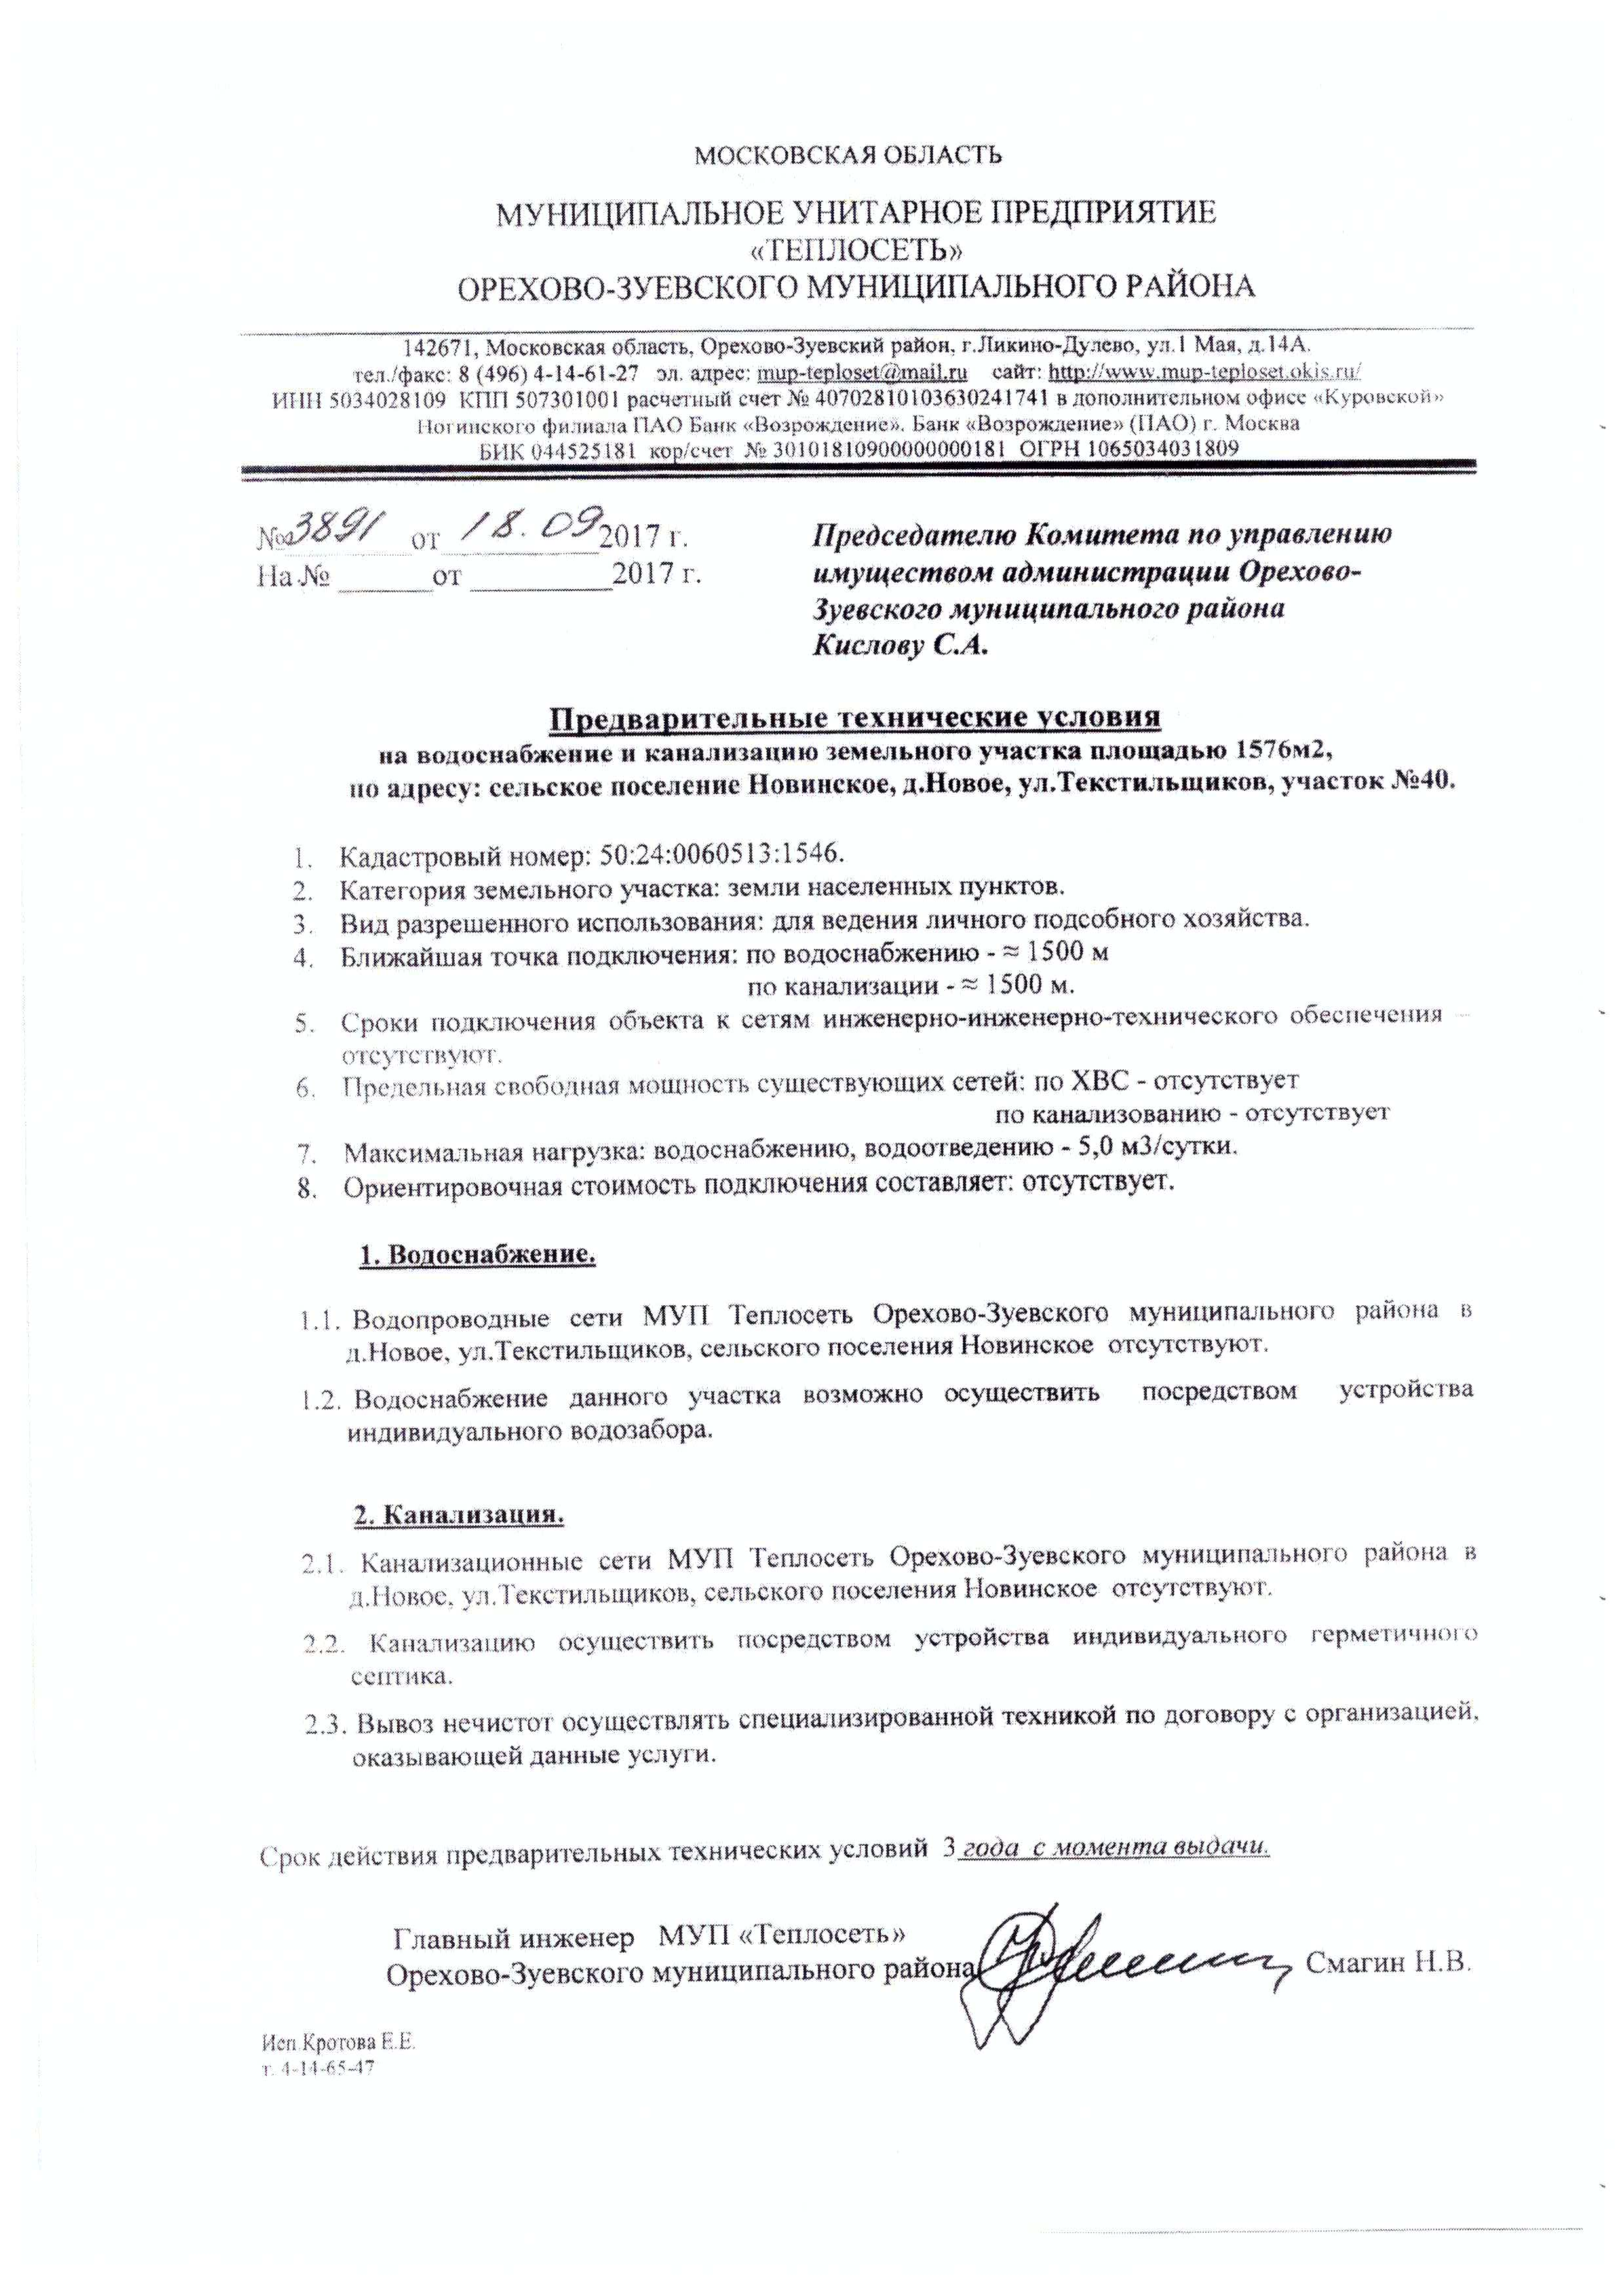 МОСКОВСКАЯ ОБЛАСТЬ
МУНИЦИПАЛЬНОЕ УНИТАРНОЕ ПРЕДПРИЯТИЕ
«ТЕПЛОСЕТЬ»
ОРЕХОВО-ЗУЕВСКОГО МУНИЦИПАЛЬНОГО РАЙОНА
142671, Московская область, Орехово-Зуевский район, г.Ликино-Дулево, ул.1 Мая, д.14А.
тел./факс: 8 (496) 4-14-61-27 эл. адрес: mup-teploset@mail.ru сайт: http://www.mup-teploset.okis.ru/
ИНН 5034028109 КПП 507301001 расчетный счет № 40702810103630241741 в дополнительном офисе «Куровской»
Ногинского филиала ПАО Банк «Возрождение», Банк «Возрождение» (ПАО) г. Москва
БИК 044525181 кор/счет № 30101810900000000181 ОГРН 1065034031809
№ 3891 от 18.09 2017 г.
На № ______ от _________ 2017 г.
Председателю Комитета по управлению
имуществом администрации Орехово-
Зуевского муниципального района
Кислову С.А.
Предварительные технические условия
на водоснабжение и канализацию земельного участка площадью 1576м2,
по адресу: сельское поселение Новинское, д.Новое, ул.Текстильщиков, участок №40.
1. Кадастровый номер: 50:24:0060513:1546.
2. Категория земельного участка: земли населенных пунктов.
3. Вид разрешенного использования: для ведения личного подсобного хозяйства.
4. Ближайшая точка подключения: по водоснабжению - ≈ 1500 м
по канализации - ≈ 1500 м.
5. Сроки подключения объекта к сетям инженерно-инженерно-технического обеспечения –
отсутствуют.
6. Предельная свободная мощность существующих сетей: по ХВС - отсутствует
по канализованию - отсутствует
7. Максимальная нагрузка: водоснабжению, водоотведению - 5,0 м3/сутки.
8. Ориентировочная стоимость подключения составляет: отсутствует.
1. Водоснабжение.
1.1. Водопроводные сети МУП Теплосеть Орехово-Зуевского муниципального района в
д.Новое, ул.Текстильщиков, сельского поселения Новинское отсутствуют.
1.2. Водоснабжение данного участка возможно осуществить посредством устройства
индивидуального водозабора.
2. Канализация.
2.1. Канализационные сети МУП Теплосеть Орехово-Зуевского муниципального района в
д.Новое, ул.Текстильщиков, сельского поселения Новинское отсутствуют.
2.2. Канализацию осуществить посредством устройства индивидуального герметичного
септика.
2.3. Вывоз нечистот осуществлять специализированной техникой по договору с организацией,
оказывающей данные услуги.
Срок действия предварительных технических условий 3 года с момента выдачи.
Главный инженер МУП «Теплосеть»
Орехово-Зуевского муниципального района Смагин Н.В.
Исп.Кротова Е.Е.
т. 4-14-65-47